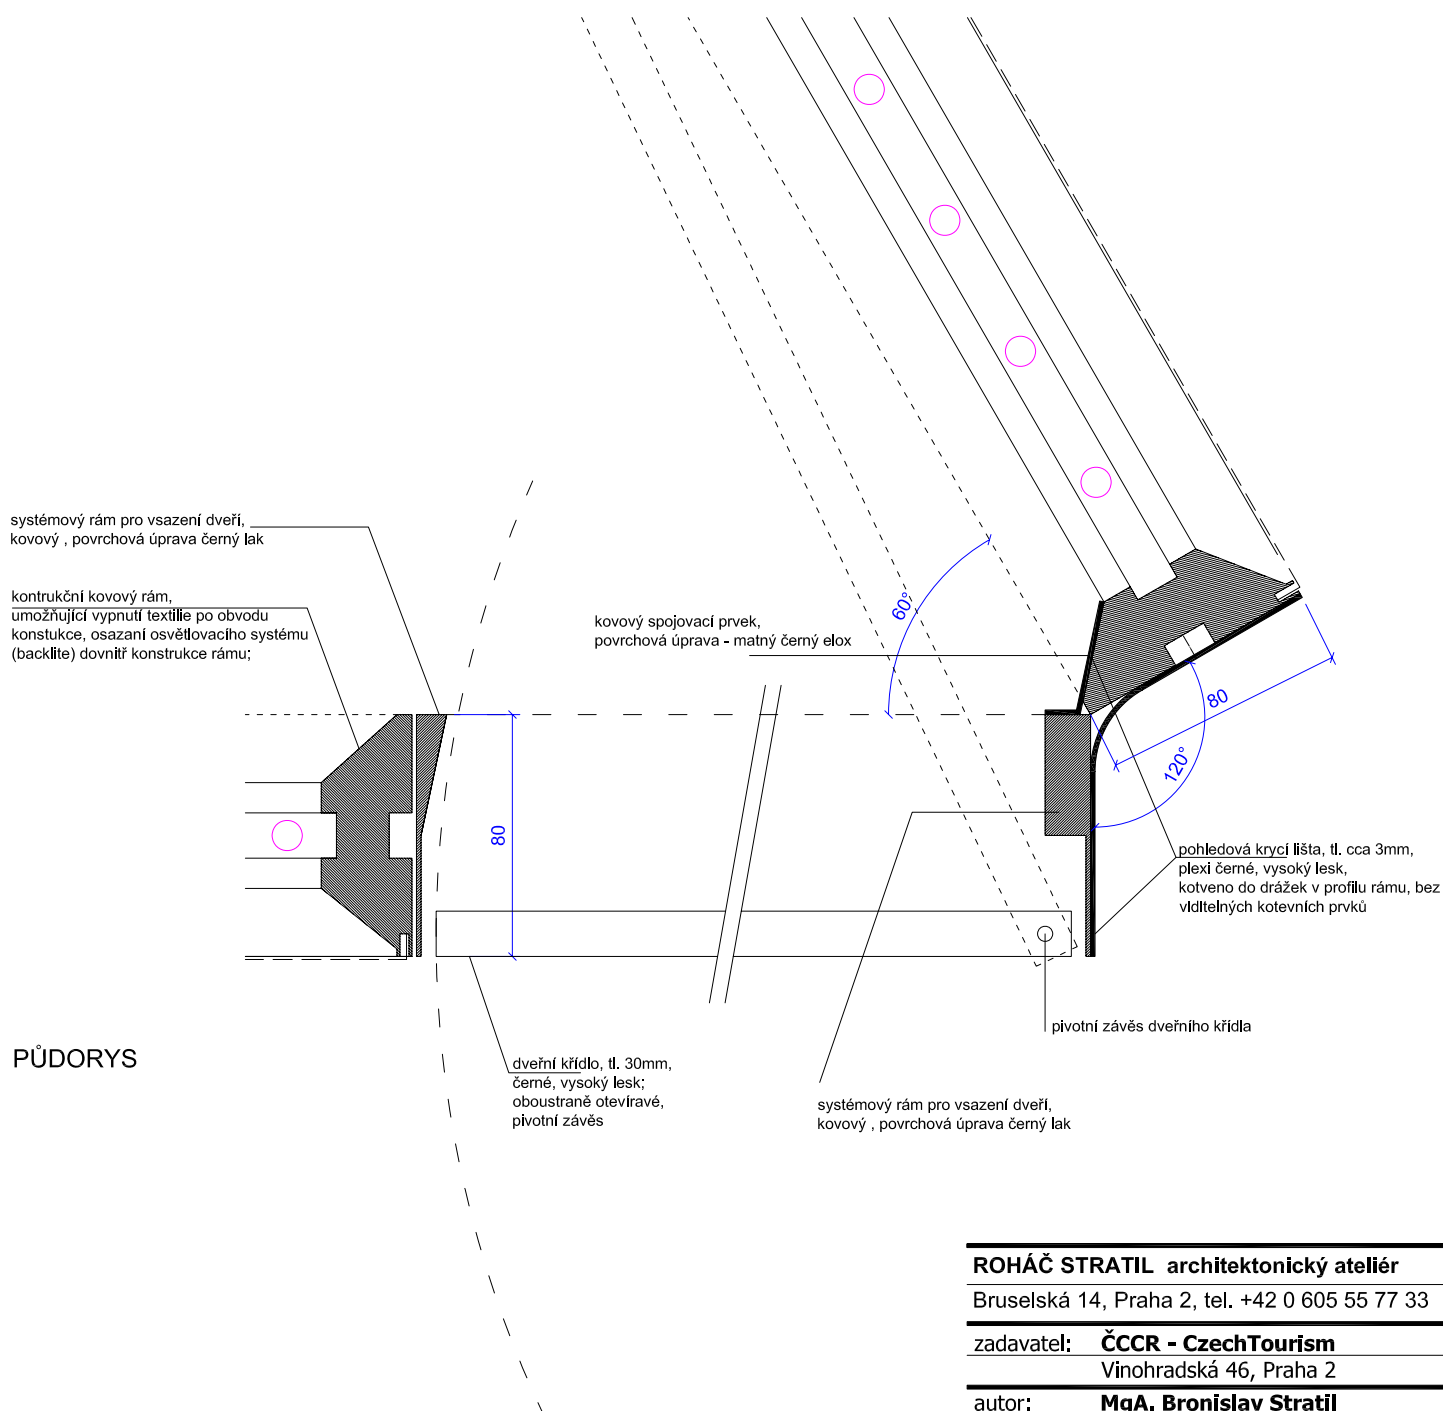 systémový rám pro vsazení dveří,
kovový , povrchová úprava černý lak
kontrukční kovový rám,
umožňující vypnutí textilie po obvodu
konstukce, osazaní osvětlovacího systému
(backlite) dovnitř konstrukce rámu;
kovový spojovací prvek,
povrchová úprava - matný černý elox
60°
80
120°
80
pohledová krycí lišta, tl. cca 3mm,
plexi černé, vysoký lesk,
kotveno do drážek v profilu rámu, bez
viditelných kotevních prvků
pivotní závěs dveřního křídla
PŮDORYS
dveřní křídlo, tl. 30mm,
černé, vysoký lesk;
oboustraně otevíravé,
pivotní závěs
systémový rám pro vsazení dveří,
kovový , povrchová úprava černý lak
ROHÁČ STRATIL architektonický ateliér
Bruselská 14, Praha 2, tel. +42 0 605 55 77 33
zadavatel: ČCCR - CzechTourism
Vinohradská 46, Praha 2
autor: MgA. Bronislav Stratil